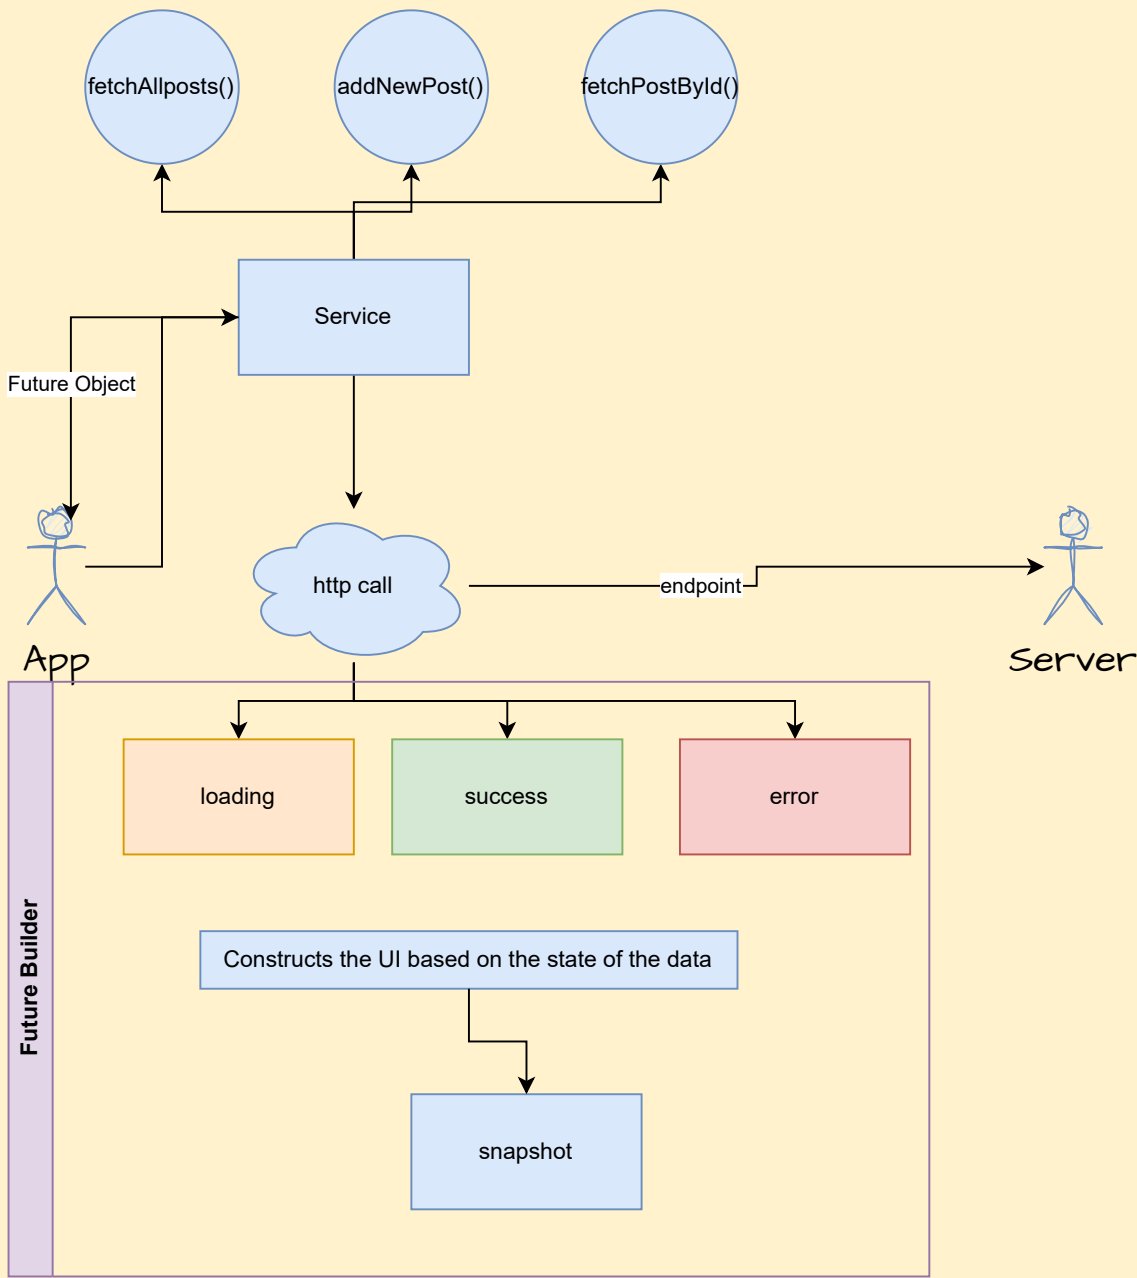 fetchAllposts()
addNewPost()
fetchPostById()
Service
Future Object
http call
endpoint
App
Server
loading
success
error
Future Builder
Constructs the UI based on the state of the data
snapshot